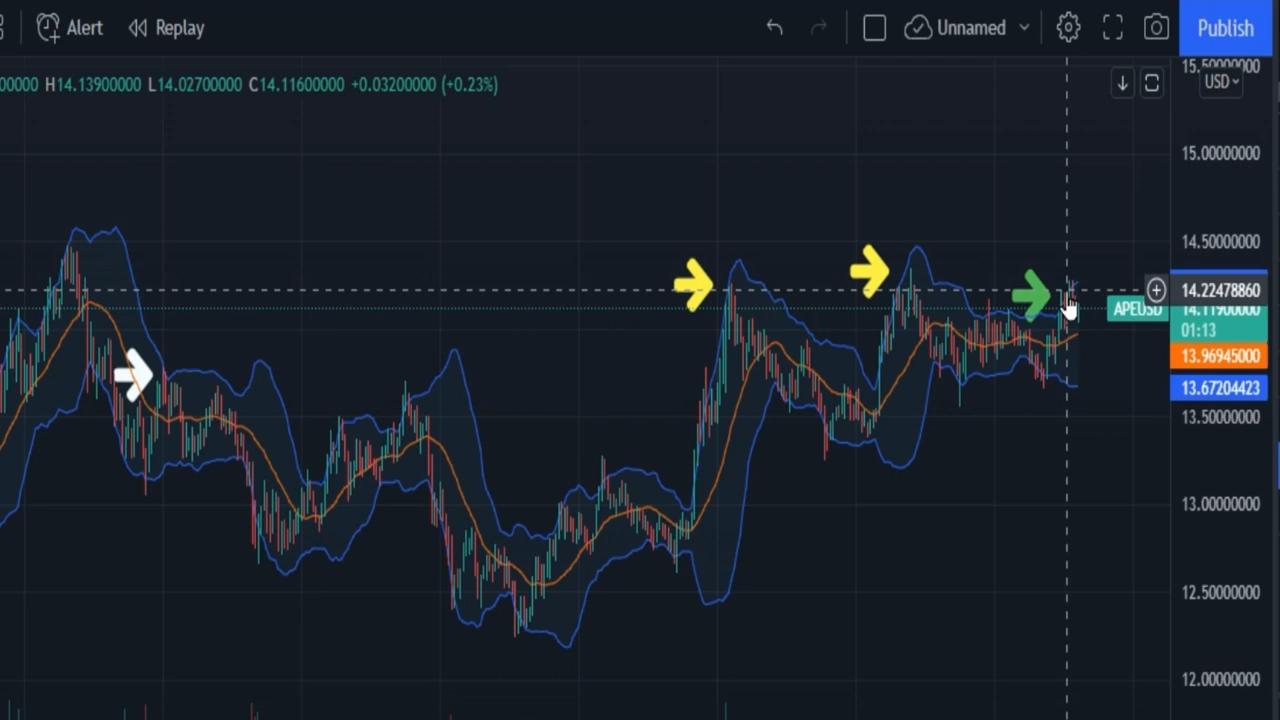 Alert Replay Unnamed Publish
00000 H14.13900000 L14.02700000 C14.11600000 +0.03200000 (+0.23%)
15.50000000
USD
15.00000000
14.50000000
14.22478860
APEUSD 14.11900000
01:13
13.96945000
13.67204423
13.50000000
13.00000000
12.50000000
12.00000000